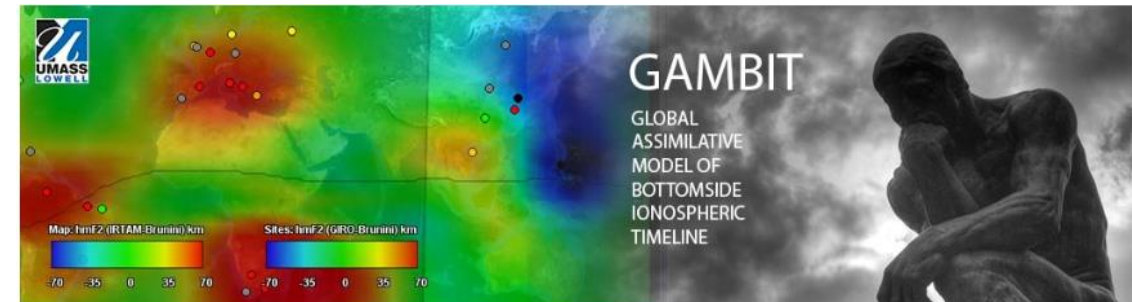 UMASS
LOWELL
GAMBIT
GLOBAL
ASSIMILATIVE
MODEL OF
BOTTOMSIDE
IONOSPHERIC
TIMELINE
Map: hmF2 (IRTAM-Brunini) km
-70 -35 0 35 70
Sites: hmF2 (GIRO-Brunini) km
-70 -35 0 35 70